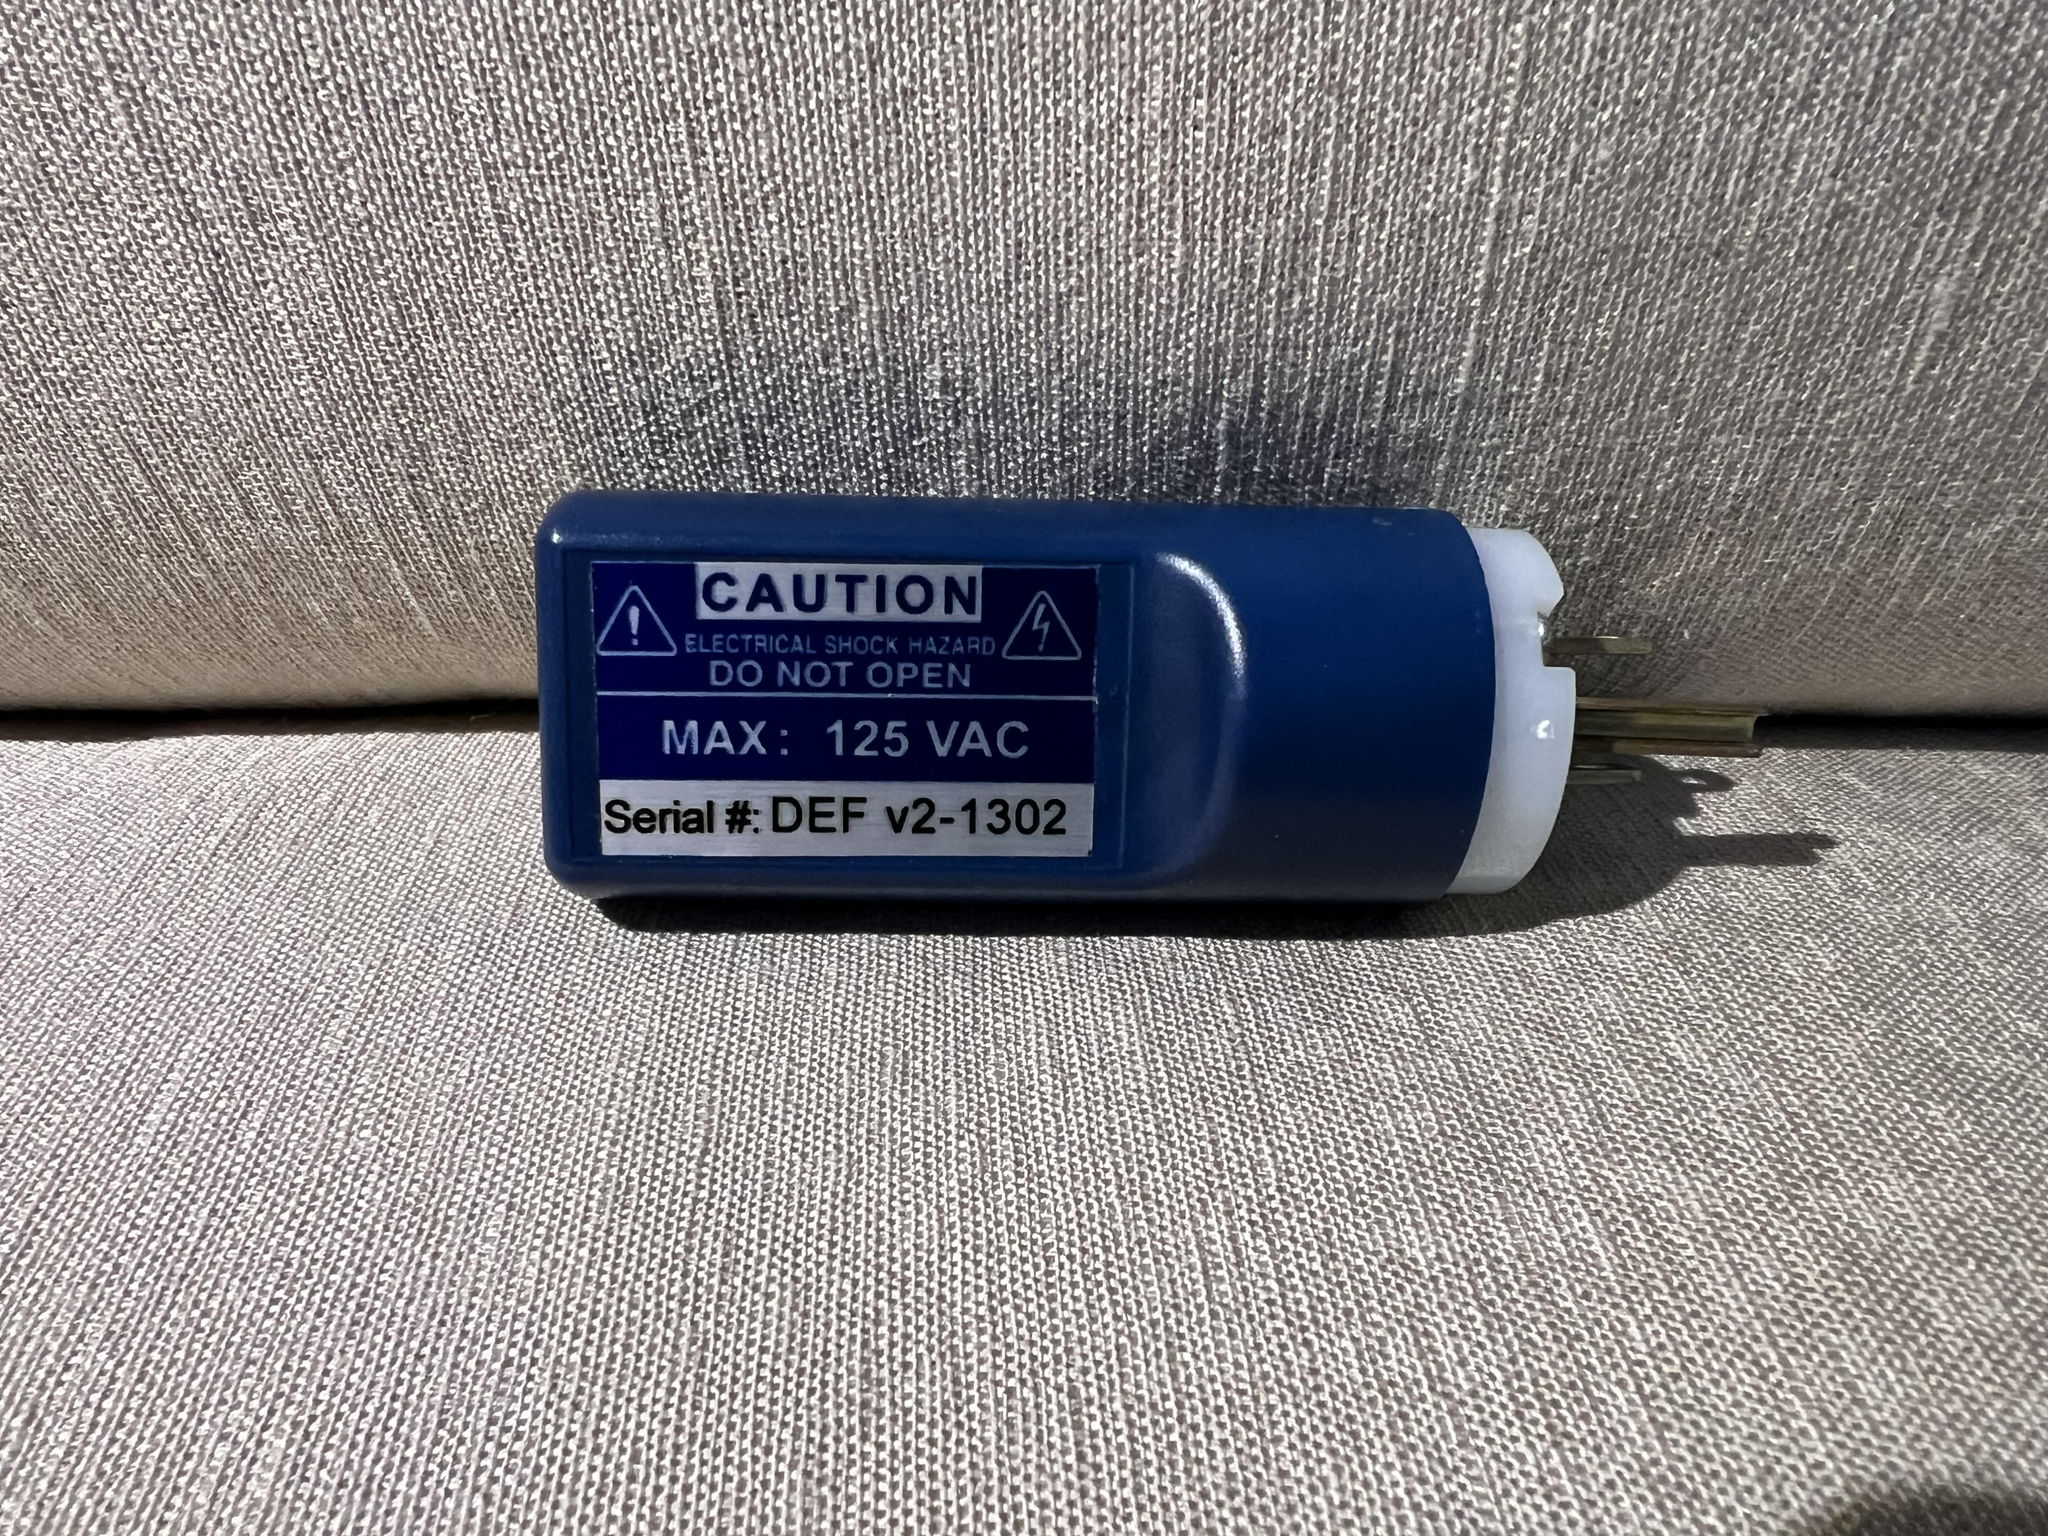 CAUTION
ELECTRICAL SHOCK HAZARD
DO NOT OPEN
MAX: 125 VAC
Serial #: DEF v2-1302